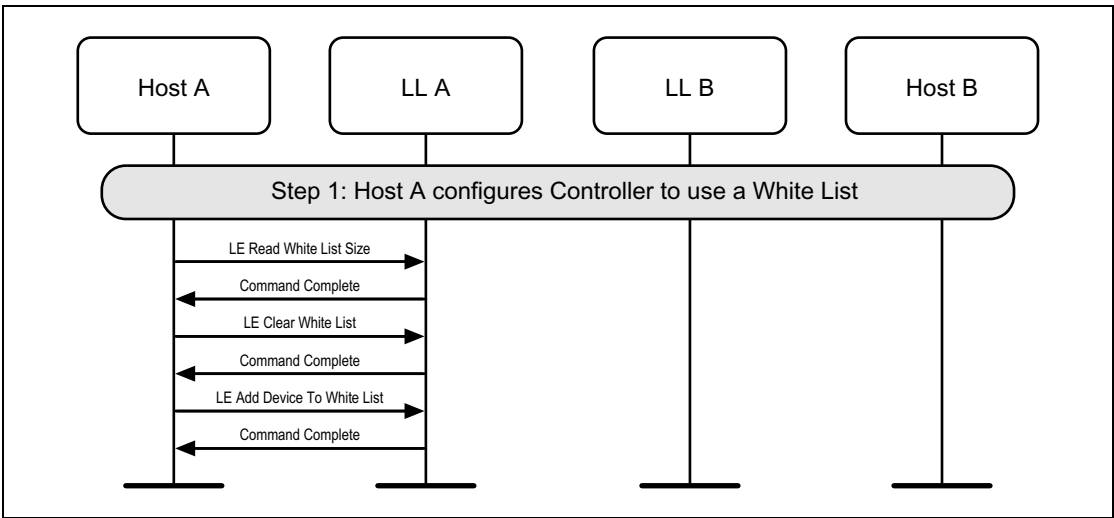 Host A
LL A
LL B
Host B
Step 1: Host A configures Controller to use a White List
LE Read White List Size
Command Complete
LE Clear White List
Command Complete
LE Add Device To White List
Command Complete